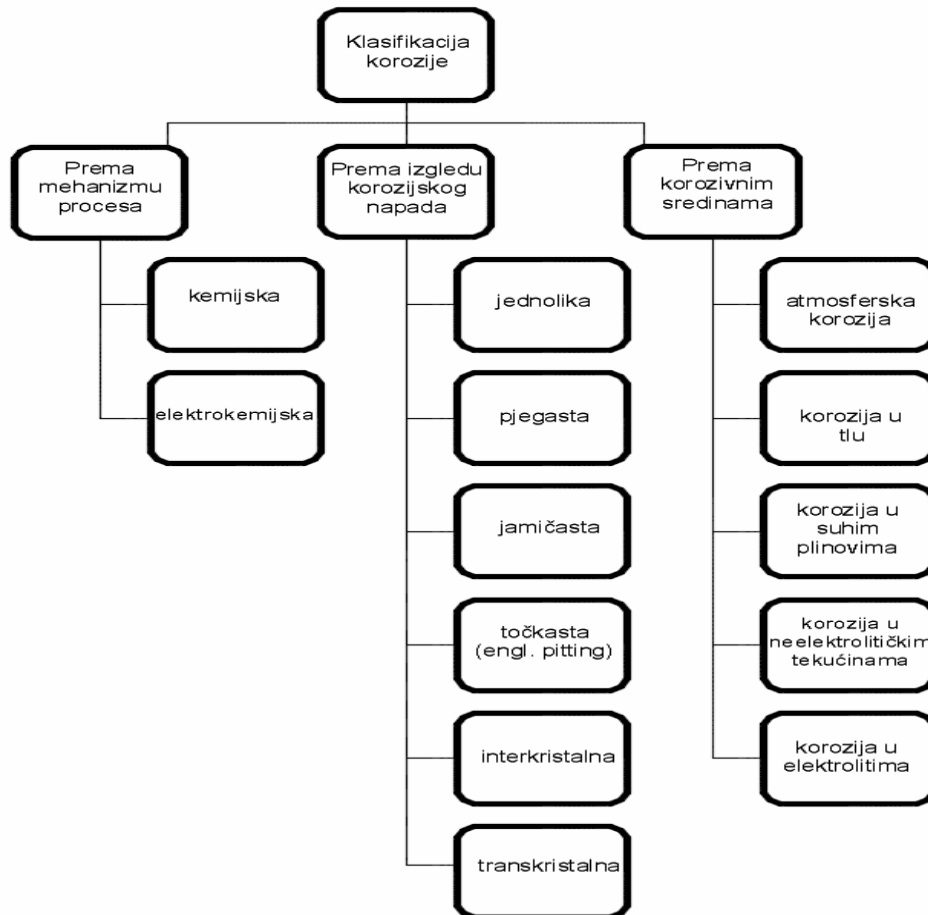 Klasifikacija
korozije
Prema
mehanizmu
procesa
kemijska
elektrokemijska
Prema izgledu
korozijskog
napada
jednolika
pjegasta
jamičasta
točkasta
(engl. pitting)
interkristalna
transkristalna
Prema
korozivnim
sredinama
atmosferska
korozija
korozija u
tlu
korozija u
suhim
plinovima
korozija u
neelektrolitičkim
tekućinama
korozija u
elektrolitima